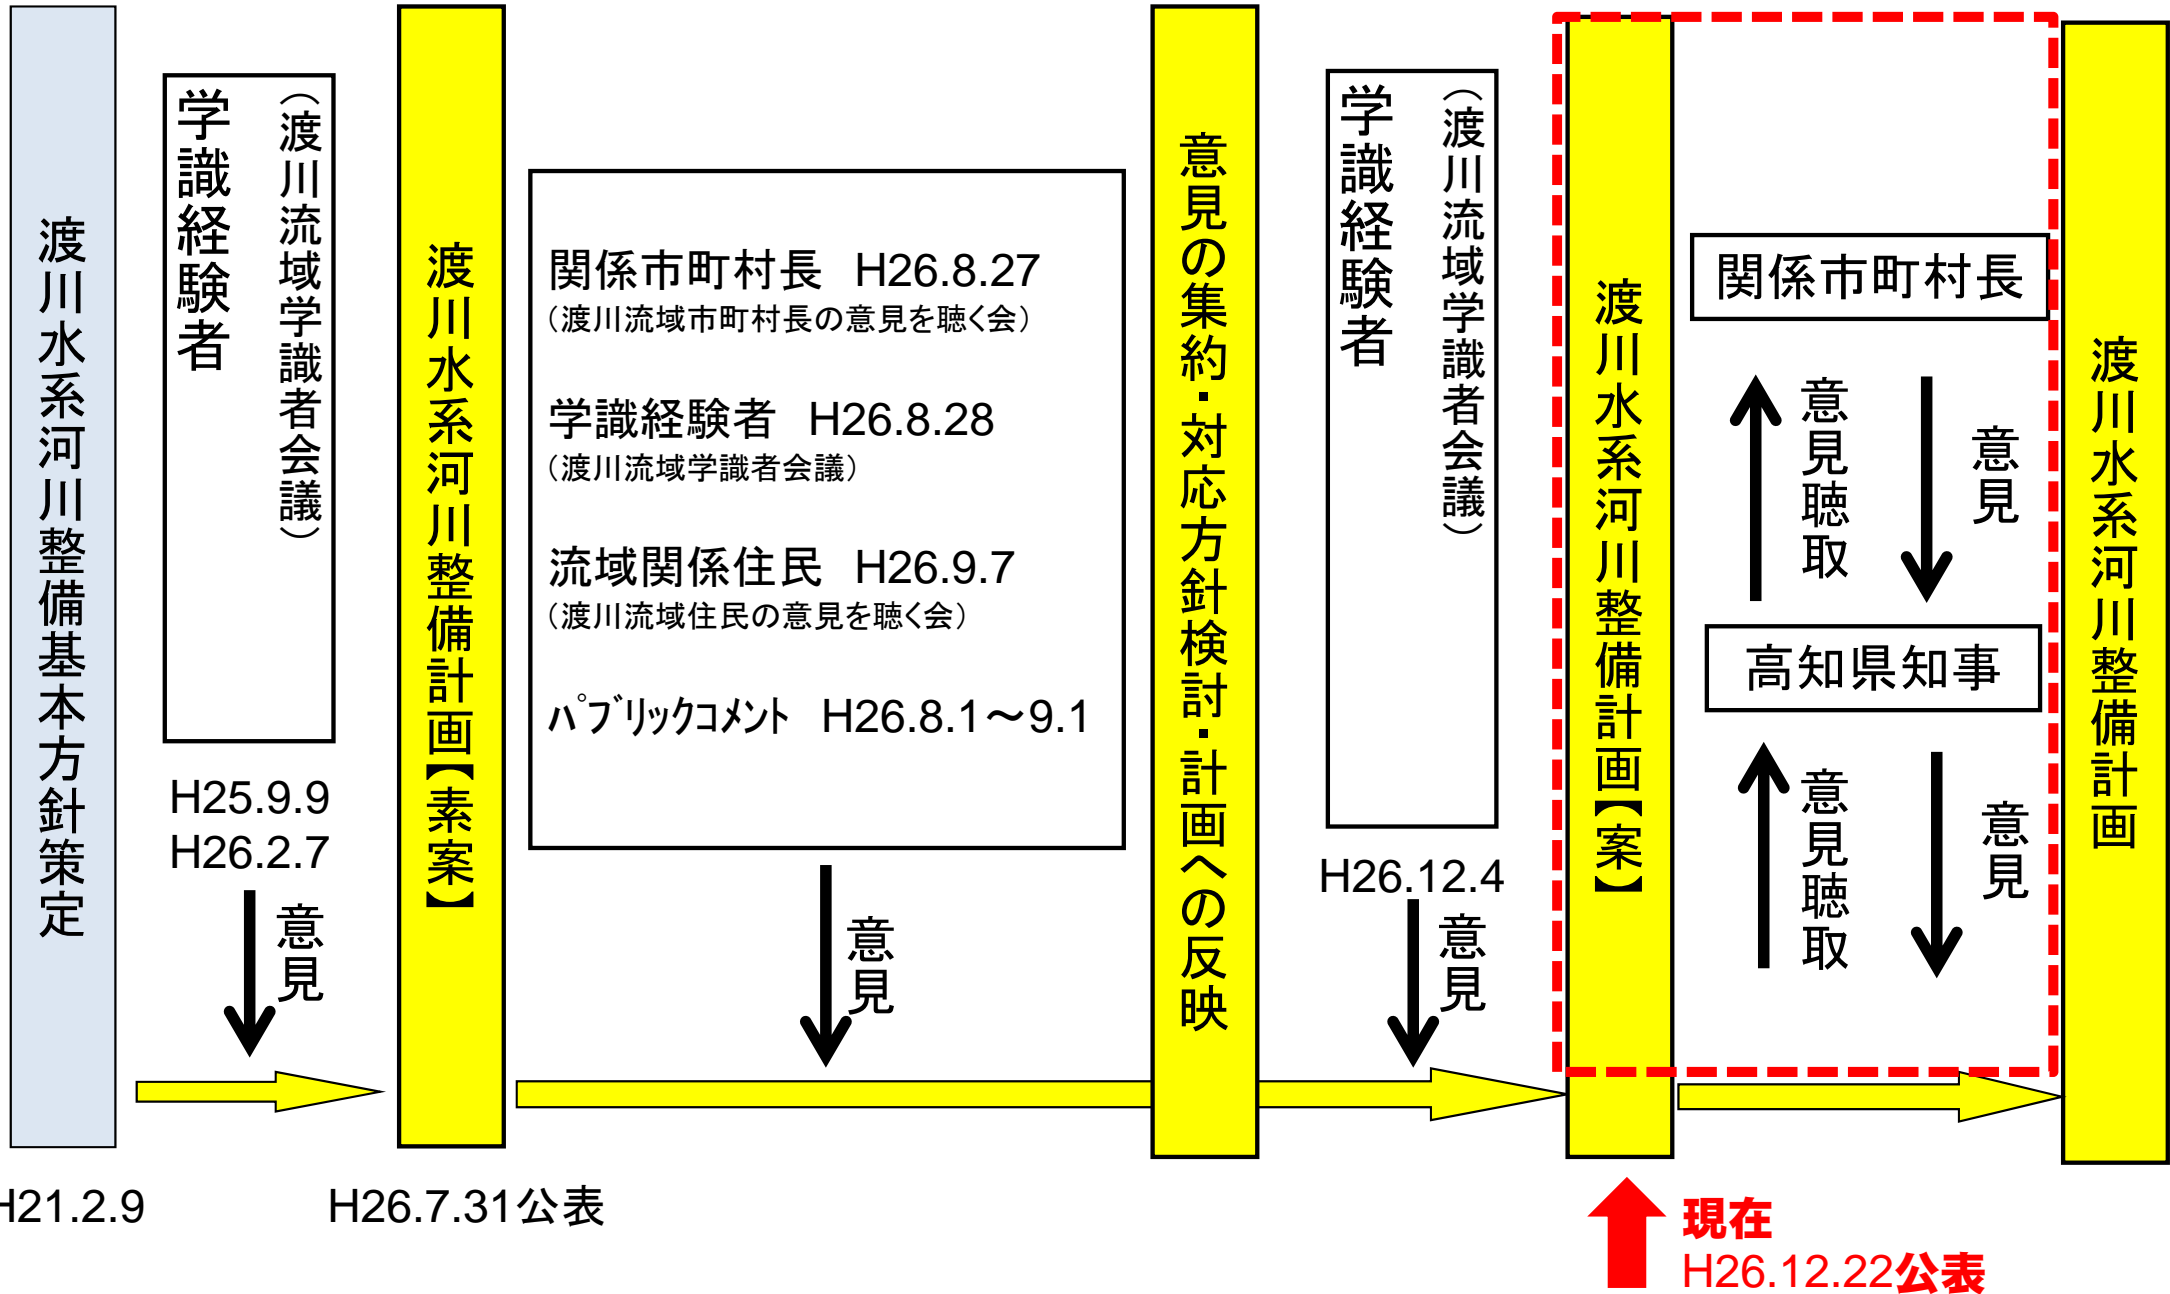 渡川水系河川整備基本方針策定
H21.2.9
学識経験者
（渡川流域学識者会議）
H25.9.9
H26.2.7
意見
渡川水系河川整備計画【素案】
H26.7.31公表
関係市町村長 H26.8.27
（渡川流域市町村長の意見を聴く会）
学識経験者 H26.8.28
（渡川流域学識者会議）
流域関係住民 H26.9.7
（渡川流域住民の意見を聴く会）
ﾊﾟﾌﾞﾘｯｸｺﾒﾝﾄ H26.8.1～9.1
意見
意見の集約・対応方針検討・計画への反映
学識経験者
（渡川流域学識者会議）
H26.12.4
意見
渡川水系河川整備計画【案】
現在
H26.12.22公表
関係市町村長
意見聴取
意見
高知県知事
意見聴取
意見
渡川水系河川整備計画